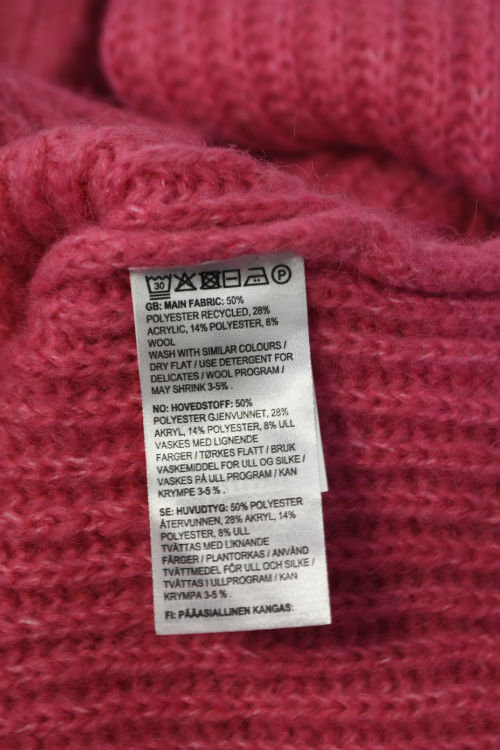 30 P
GB: MAIN FABRIC: 50%
POLYESTER RECYCLED, 28%
ACRYLIC, 14% POLYESTER, 8%
WOOL
WASH WITH SIMILAR COLOURS /
DRY FLAT / USE DETERGENT FOR
DELICATES / WOOL PROGRAM /
MAY SHRINK 3-5% .
NO: HOVEDSTOFF: 50%
POLYESTER GJENVUNNET, 28%
AKRYL, 14% POLYESTER, 8% ULL
VASKES MED LIGNENDE
FARGER / TØRKES FLATT / BRUK
VASKEMIDDEL FOR ULL OG SILKE /
VASKES PÅ ULL PROGRAM / KAN
KRYMPE 3-5 % .
SE: HUVUDTYG: 50% POLYESTER
ÅTERVUNNEN, 28% AKRYL, 14%
POLYESTER, 8% ULL
TVÄTTAS MED LIKNANDE
FÄRGER / PLANTORKAS / ANVÄND
TVÄTTMEDEL FÖR ULL OCH SILKE /
TVÄTTAS I ULLPROGRAM / KAN
KRYMPA 3-5 % .
FI: PÄÄASIALLINEN KANGAS: